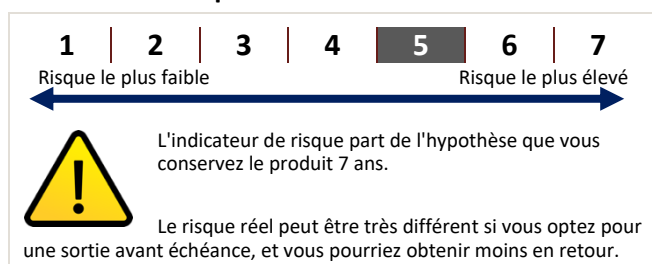 1 2 3 4 5 6 7
Risque le plus faible Risque le plus élevé
L'indicateur de risque part de l'hypothèse que vous
conservez le produit 7 ans.
Le risque réel peut être très différent si vous optez pour
une sortie avant échéance, et vous pourriez obtenir moins en retour.